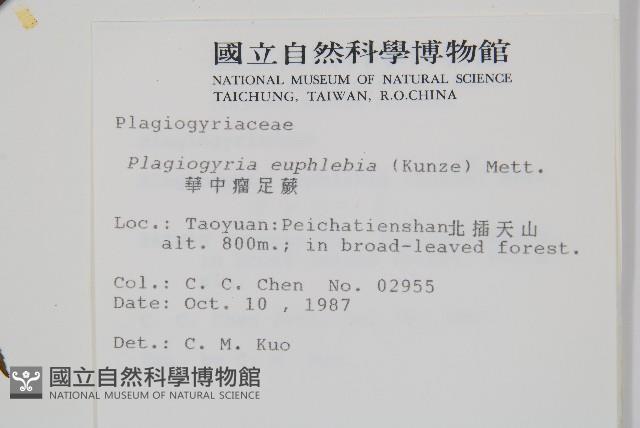 國立自然科學博物館
NATIONAL MUSEUM OF NATURAL SCIENCE
TAICHUNG, TAIWAN, R.O.CHINA
Plagiogyriaceae
Plagiogyria euphlebia (Kunze) Mett.
華中瘤足蕨
Loc.: Taoyuan:Peichatienshan北插天山
alt. 800m.; in broad-leaved forest.
Col.: C. C. Chen No. 02955
Date: Oct. 10 , 1987
Det.: C. M. Kuo
國立自然科學博物館
NATIONAL MUSEUM OF NATURAL SCIENCE